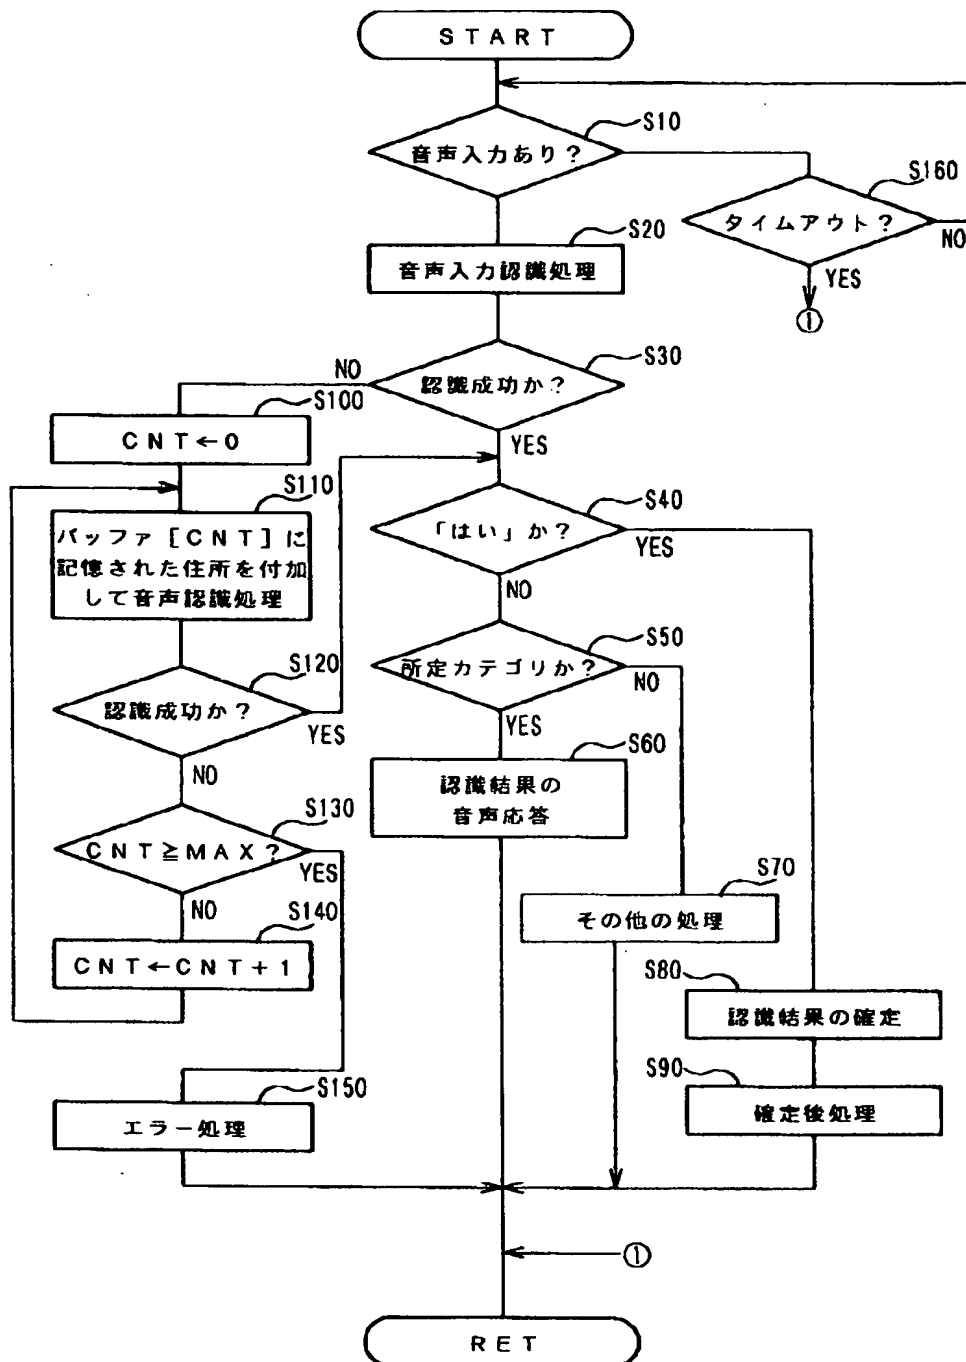 START
S10
音声入力あり?
S160
タイムアウト?
NO
YES
①
S20
音声入力認識処理
S30
認識成功か?
NO
YES
S100
CNT←0
S110
バッファ[CNT]に
記憶された住所を付加
して音声認識処理
S120
認識成功か?
YES
NO
S130
CNT≧MAX?
YES
NO
S140
CNT←CNT+1
S150
エラー処理
S40
「はい」か?
YES
NO
S50
所定カテゴリか?
NO
YES
S60
認識結果の
音声応答
S70
その他の処理
S80
認識結果の確定
S90
確定後処理
①
RET